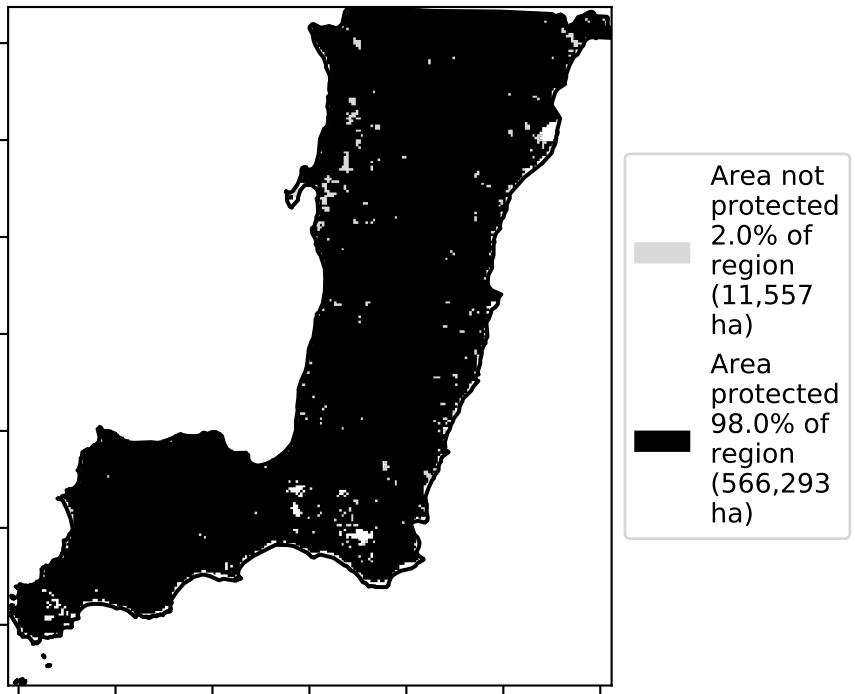 Area not
protected
2.0% of
region
(11,557
ha)
Area
protected
98.0% of
region
(566,293
ha)